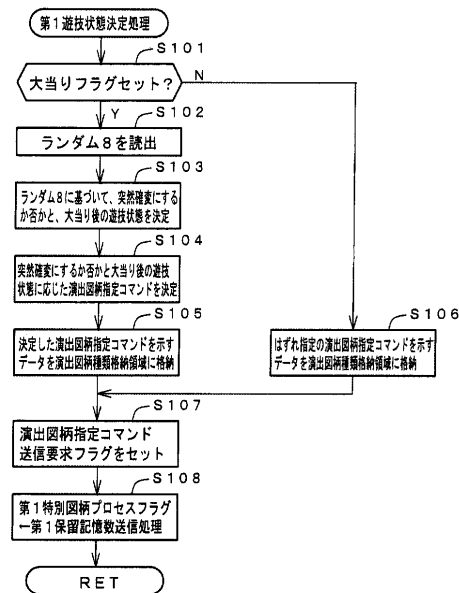 第1遊技状態決定処理
S101
大当りフラグセット?
N
Y
S102
ランダム8を読出
S103
ランダム8に基づいて、突然確変にする
か否かと、大当り後の遊技状態を決定
S104
突然確変にするか否かと大当り後の遊技
状態に応じた演出図柄指定コマンドを決定
S105
決定した演出図柄指定コマンドを示す
データを演出図柄種類格納領域に格納
S106
はずれ指定の演出図柄指定コマンドを示す
データを演出図柄種類格納領域に格納
S107
演出図柄指定コマンド
送信要求フラグをセット
S108
第1特別図柄プロセスフラグ
←第1保留記憶数送信処理
RET